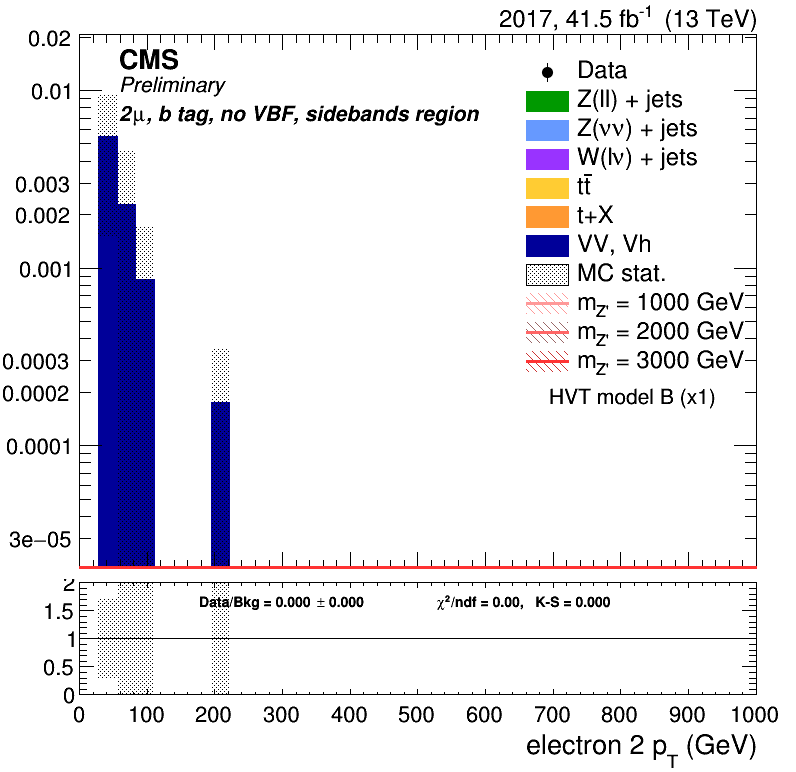 2017, 41.5 fb⁻¹ (13 TeV)
CMS
Preliminary
2μ, b tag, no VBF, sidebands region
Data
Z(ll) + jets
Z(νν) + jets
W(lν) + jets
tt̄
t+X
VV, Vh
MC stat.
m_Z' = 1000 GeV
m_Z' = 2000 GeV
m_Z' = 3000 GeV
HVT model B (x1)
0.02
0.01
0.003
0.002
0.001
0.0003
0.0002
0.0001
3e−05
Data/Bkg = 0.000 ± 0.000 χ²/ndf = 0.00, K-S = 0.000
2
1.5
1
0.5
0
0 100 200 300 400 500 600 700 800 900 1000
electron 2 p_T (GeV)